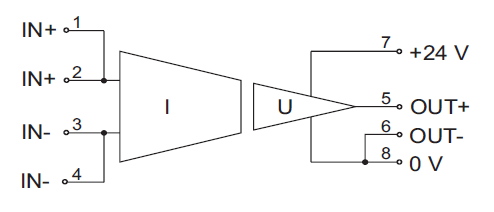 IN+ 1
IN+ 2
IN- 3
IN- 4
I
U
7 +24 V
5 OUT+
6 OUT-
8 0 V